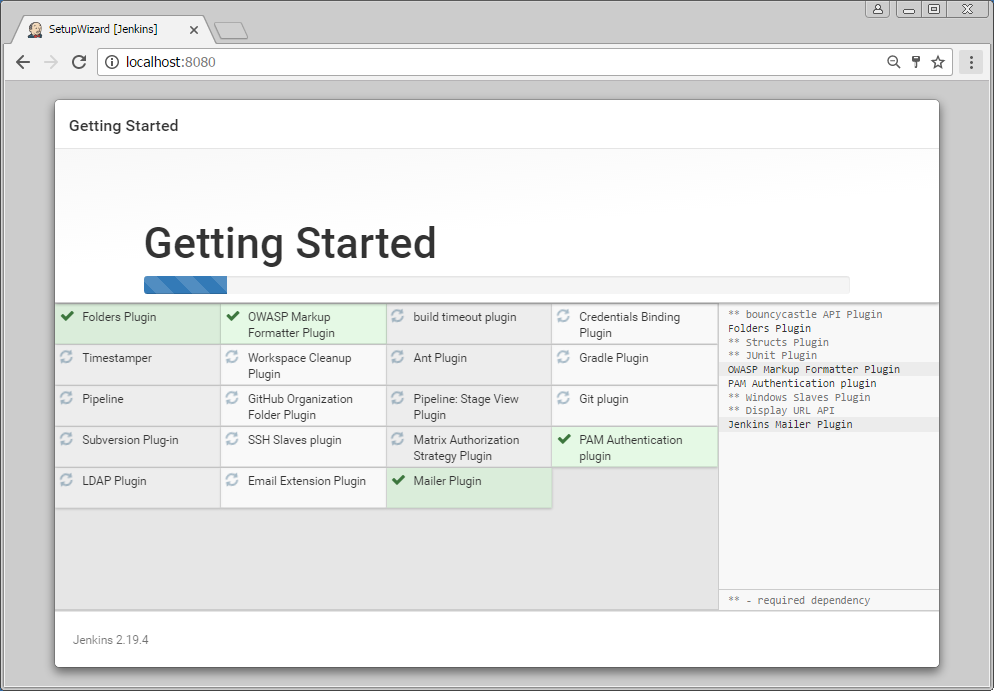 SetupWizard [Jenkins]
localhost:8080
Getting Started
Getting Started
Folders Plugin
OWASP Markup
Formatter Plugin
build timeout plugin
Credentials Binding
Plugin
Timestamper
Workspace Cleanup
Plugin
Ant Plugin
Gradle Plugin
Pipeline
GitHub Organization
Folder Plugin
Pipeline: Stage View
Plugin
Git plugin
Subversion Plug-in
SSH Slaves plugin
Matrix Authorization
Strategy Plugin
PAM Authentication
plugin
LDAP Plugin
Email Extension Plugin
Mailer Plugin
** bouncycastle API Plugin
Folders Plugin
** Structs Plugin
** JUnit Plugin
OWASP Markup Formatter Plugin
PAM Authentication plugin
** Windows Slaves Plugin
** Display URL API
Jenkins Mailer Plugin
** - required dependency
Jenkins 2.19.4